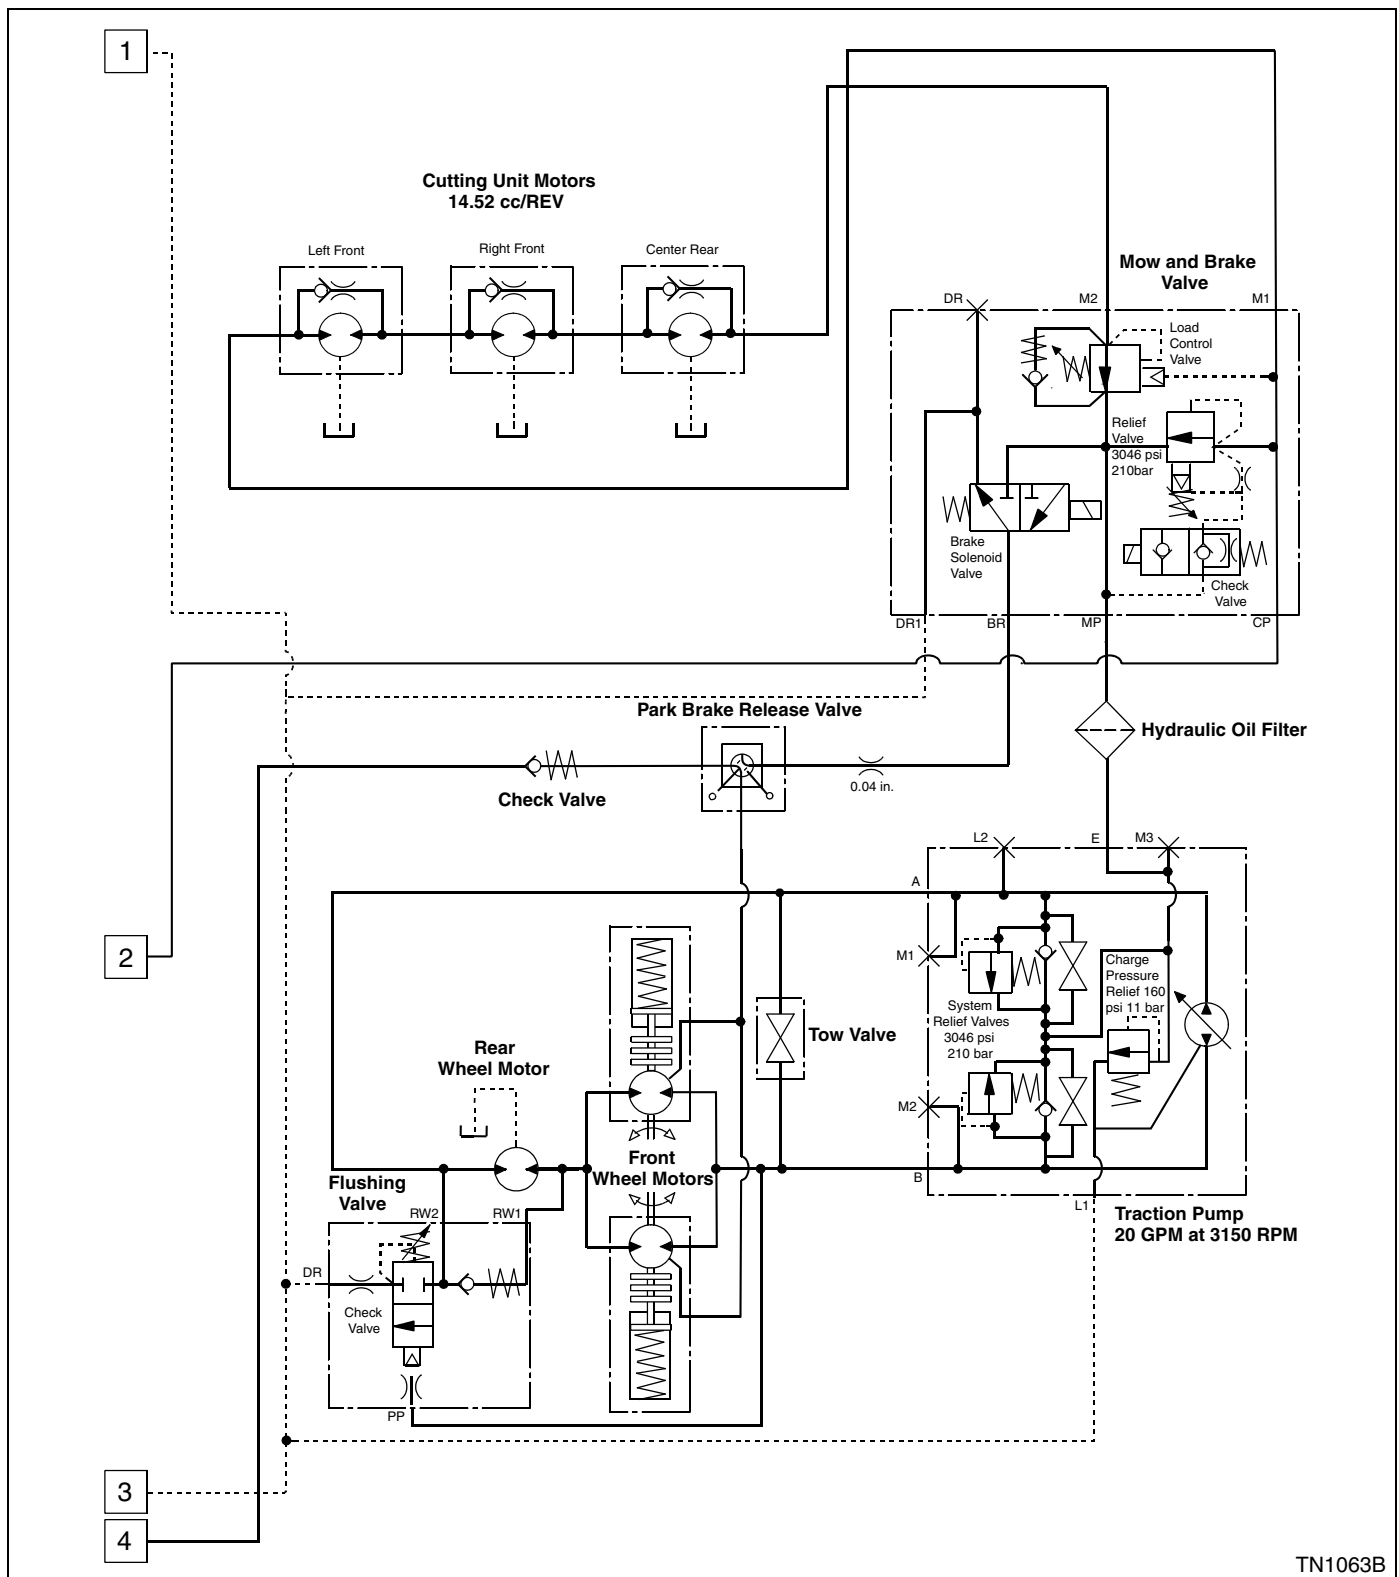 1
Cutting Unit Motors
14.52 cc/REV
Left Front
Right Front
Center Rear
Mow and Brake
Valve
DR
M2
M1
Load
Control
Valve
Relief
Valve
3046 psi
210bar
Brake
Solenoid
Valve
Check
Valve
DR1
BR
MP
CP
Park Brake Release Valve
Hydraulic Oil Filter
Check Valve
0.04 in.
L2
E
M3
A
2
M1
Charge
Pressure
Relief 160
psi 11 bar
System
Relief Valves
3046 psi
210 bar
Tow Valve
Rear
Wheel Motor
M2
Front
Wheel Motors
B
Flushing
Valve
RW2
RW1
L1
Traction Pump
20 GPM at 3150 RPM
DR
Check
Valve
PP
3
4
TN1063B